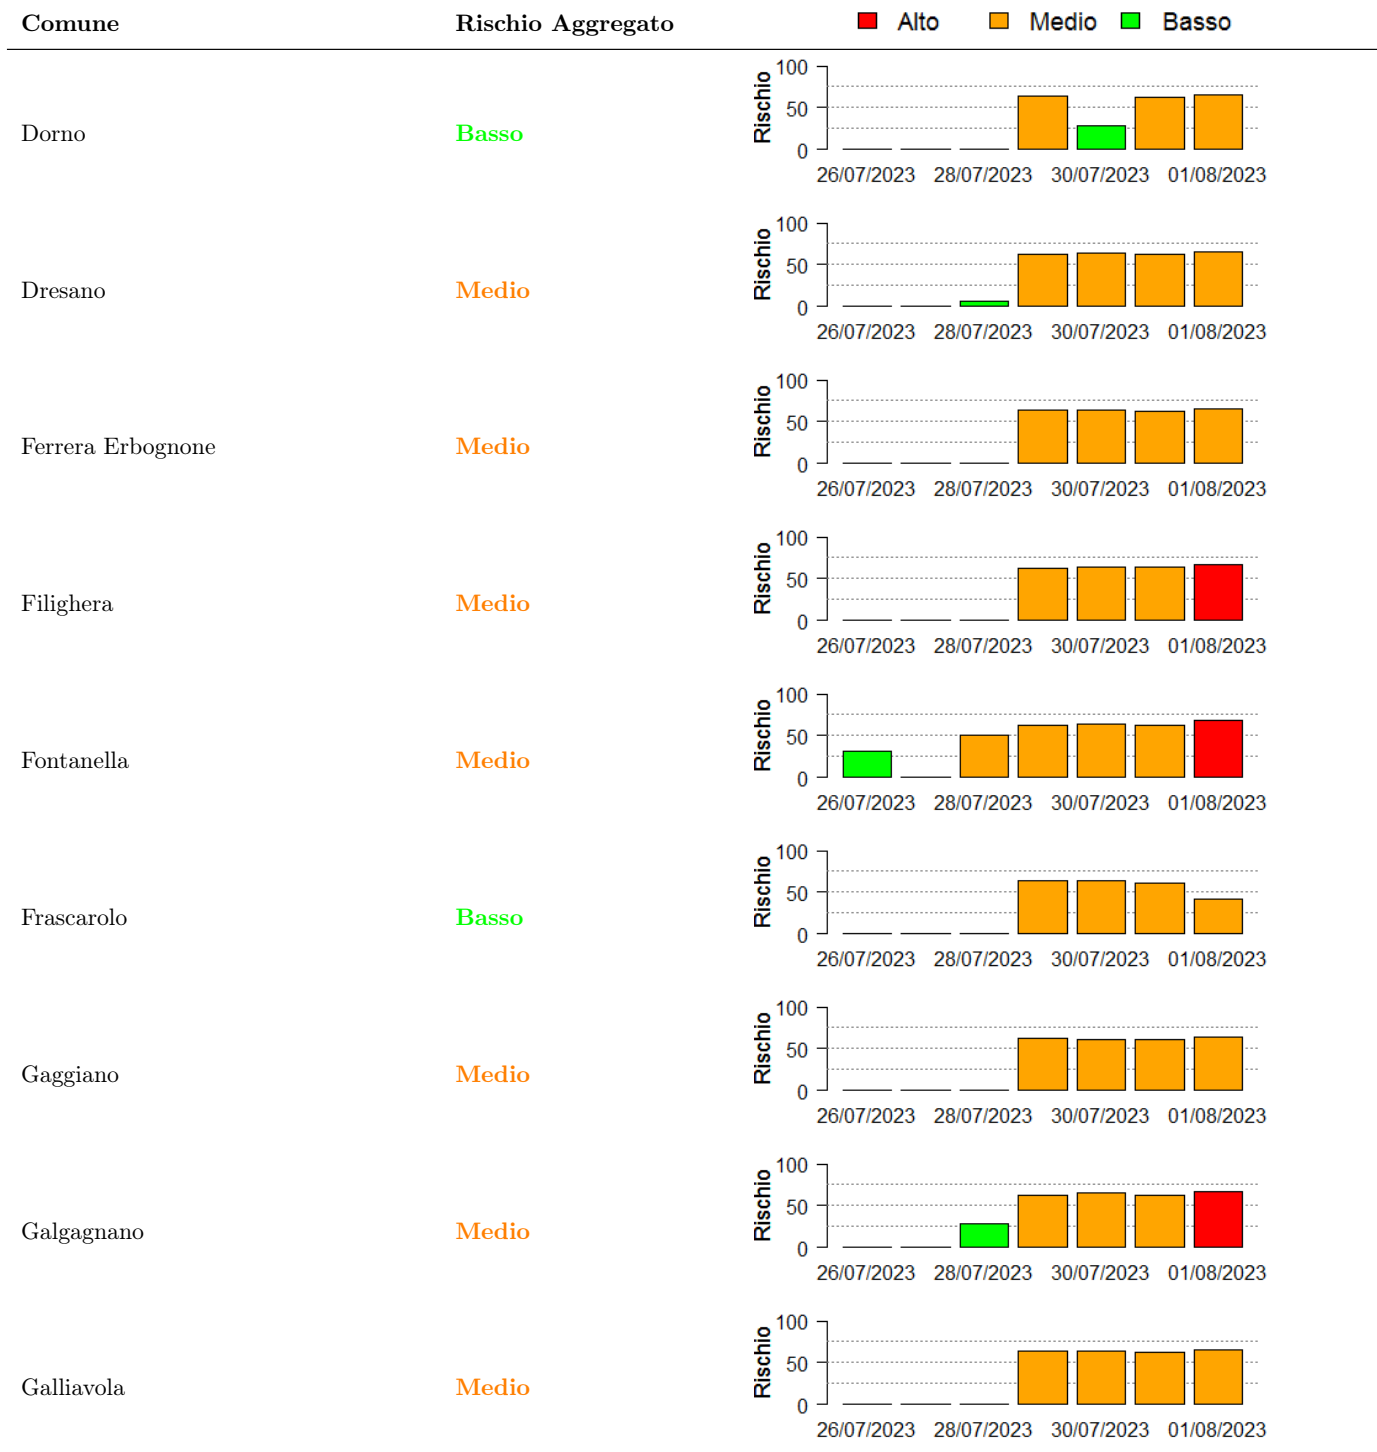 Comune Rischio Aggregato Alto Medio Basso
Dorno Basso
Rischio
100
50
0
26/07/2023 28/07/2023 30/07/2023 01/08/2023
Dresano Medio
Rischio
100
50
0
26/07/2023 28/07/2023 30/07/2023 01/08/2023
Ferrera Erbognone Medio
Rischio
100
50
0
26/07/2023 28/07/2023 30/07/2023 01/08/2023
Filighera Medio
Rischio
100
50
0
26/07/2023 28/07/2023 30/07/2023 01/08/2023
Fontanella Medio
Rischio
100
50
0
26/07/2023 28/07/2023 30/07/2023 01/08/2023
Frascarolo Basso
Rischio
100
50
0
26/07/2023 28/07/2023 30/07/2023 01/08/2023
Gaggiano Medio
Rischio
100
50
0
26/07/2023 28/07/2023 30/07/2023 01/08/2023
Galgagnano Medio
Rischio
100
50
0
26/07/2023 28/07/2023 30/07/2023 01/08/2023
Galliavola Medio
Rischio
100
50
0
26/07/2023 28/07/2023 30/07/2023 01/08/2023